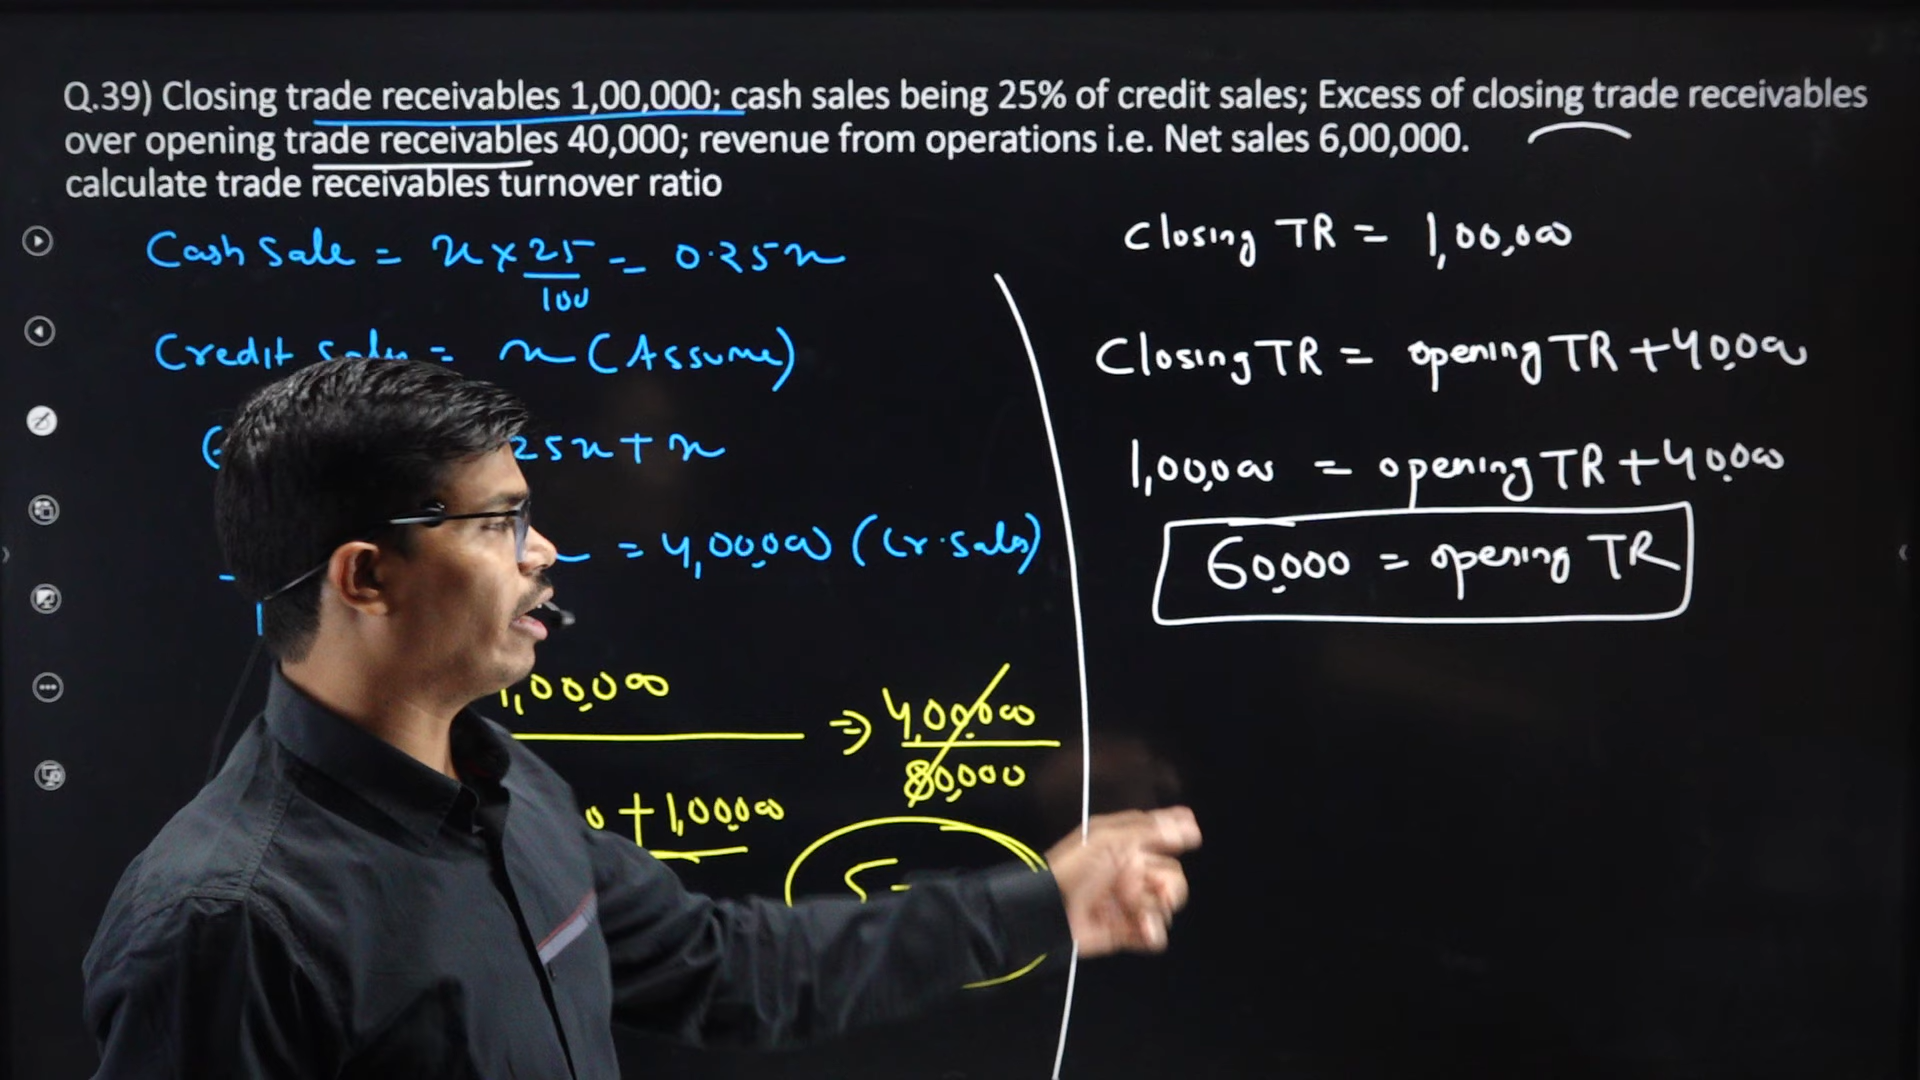 Q.39) Closing trade receivables 1,00,000; cash sales being 25% of credit sales; Excess of closing trade receivables
over opening trade receivables 40,000; revenue from operations i.e. Net sales 6,00,000.
calculate trade receivables turnover ratio
Cash Sale = x × 25/100 = 0.25x
Credit sales = x (Assume)
25x + x
= 4,00,000 (Cr. Sales)
,00,000
+ 1,00,000
⇒ 4,00,000
80,000
5
Closing TR = 1,00,000
Closing TR = opening TR + 40,000
1,00,000 = opening TR + 40,000
60,000 = opening TR